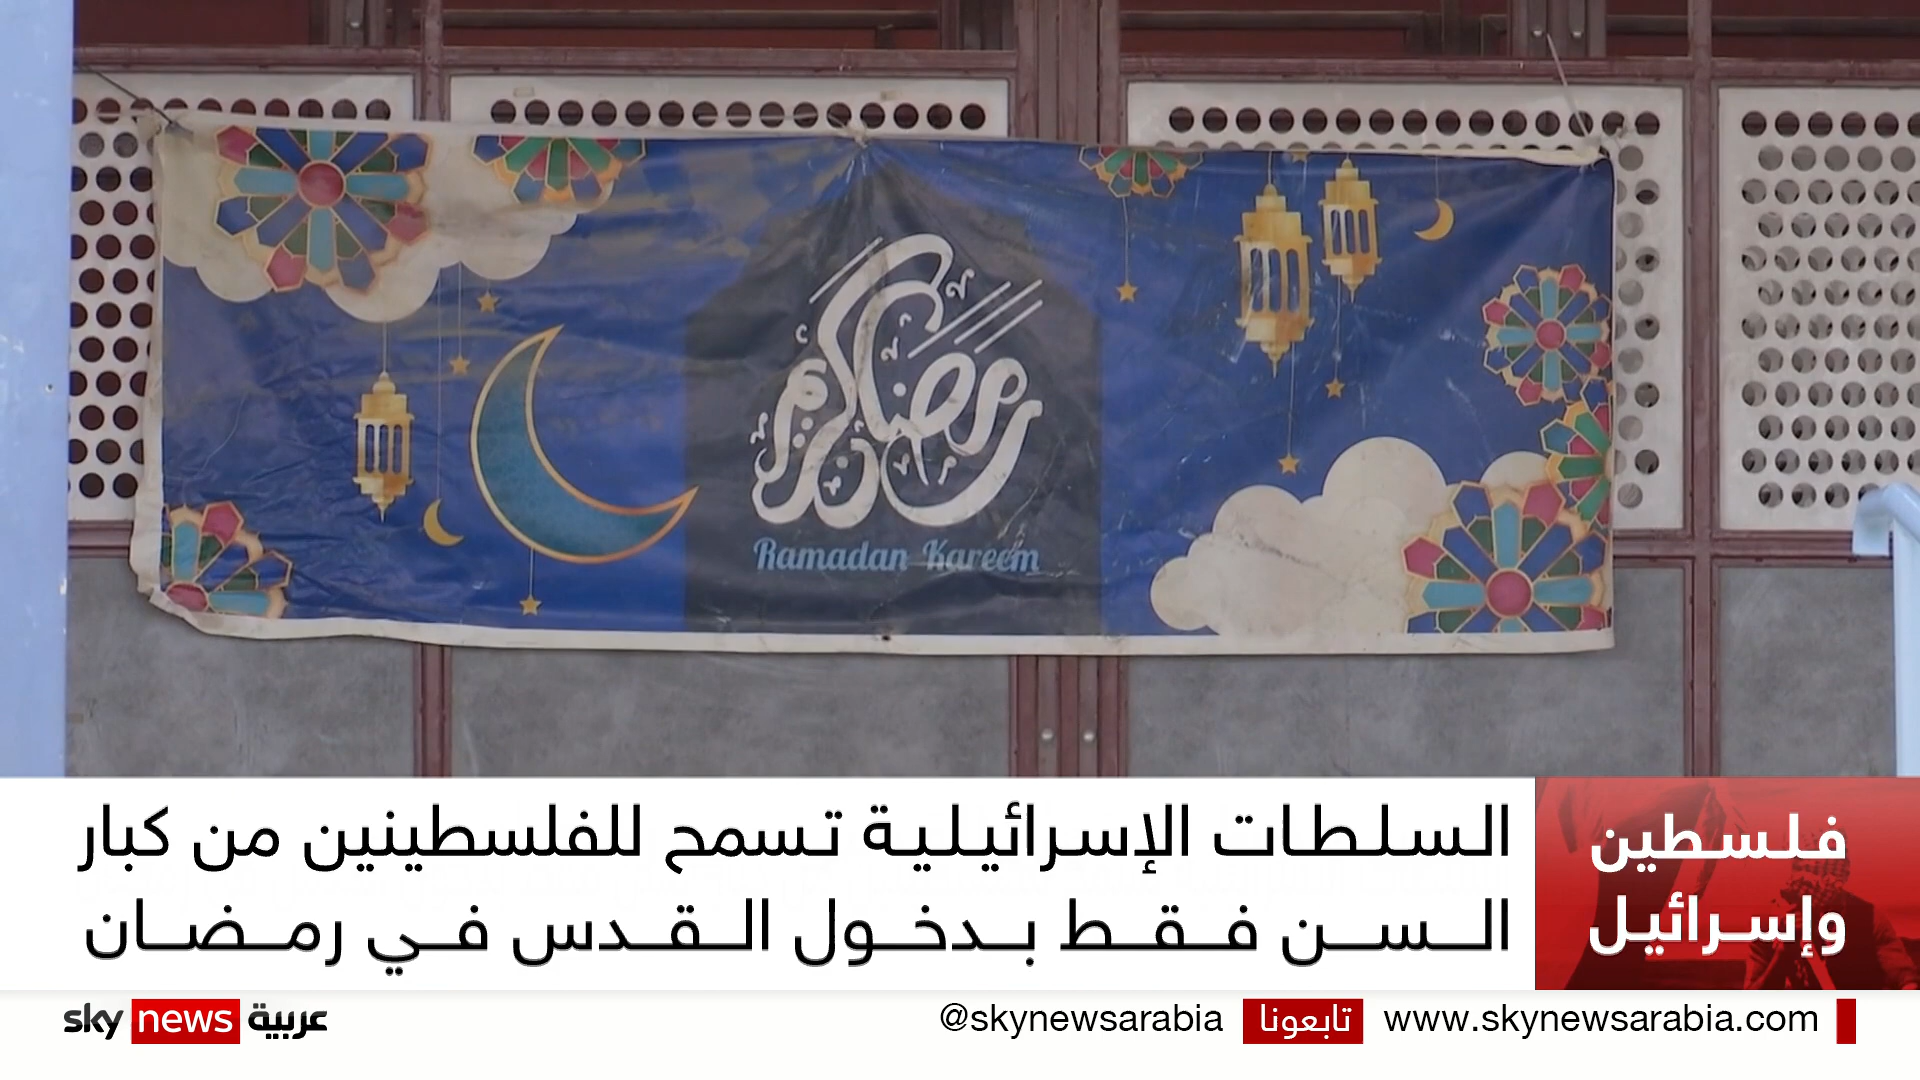 رمضان كريم
Ramadan Kareem
فلسطين
وإسرائيل
السلطات الإسرائيلية تسمح للفلسطينين من كبار
السن فقط بدخول القدس في رمضان
sky news عربية
@skynewsarabia تابعونا www.skynewsarabia.com